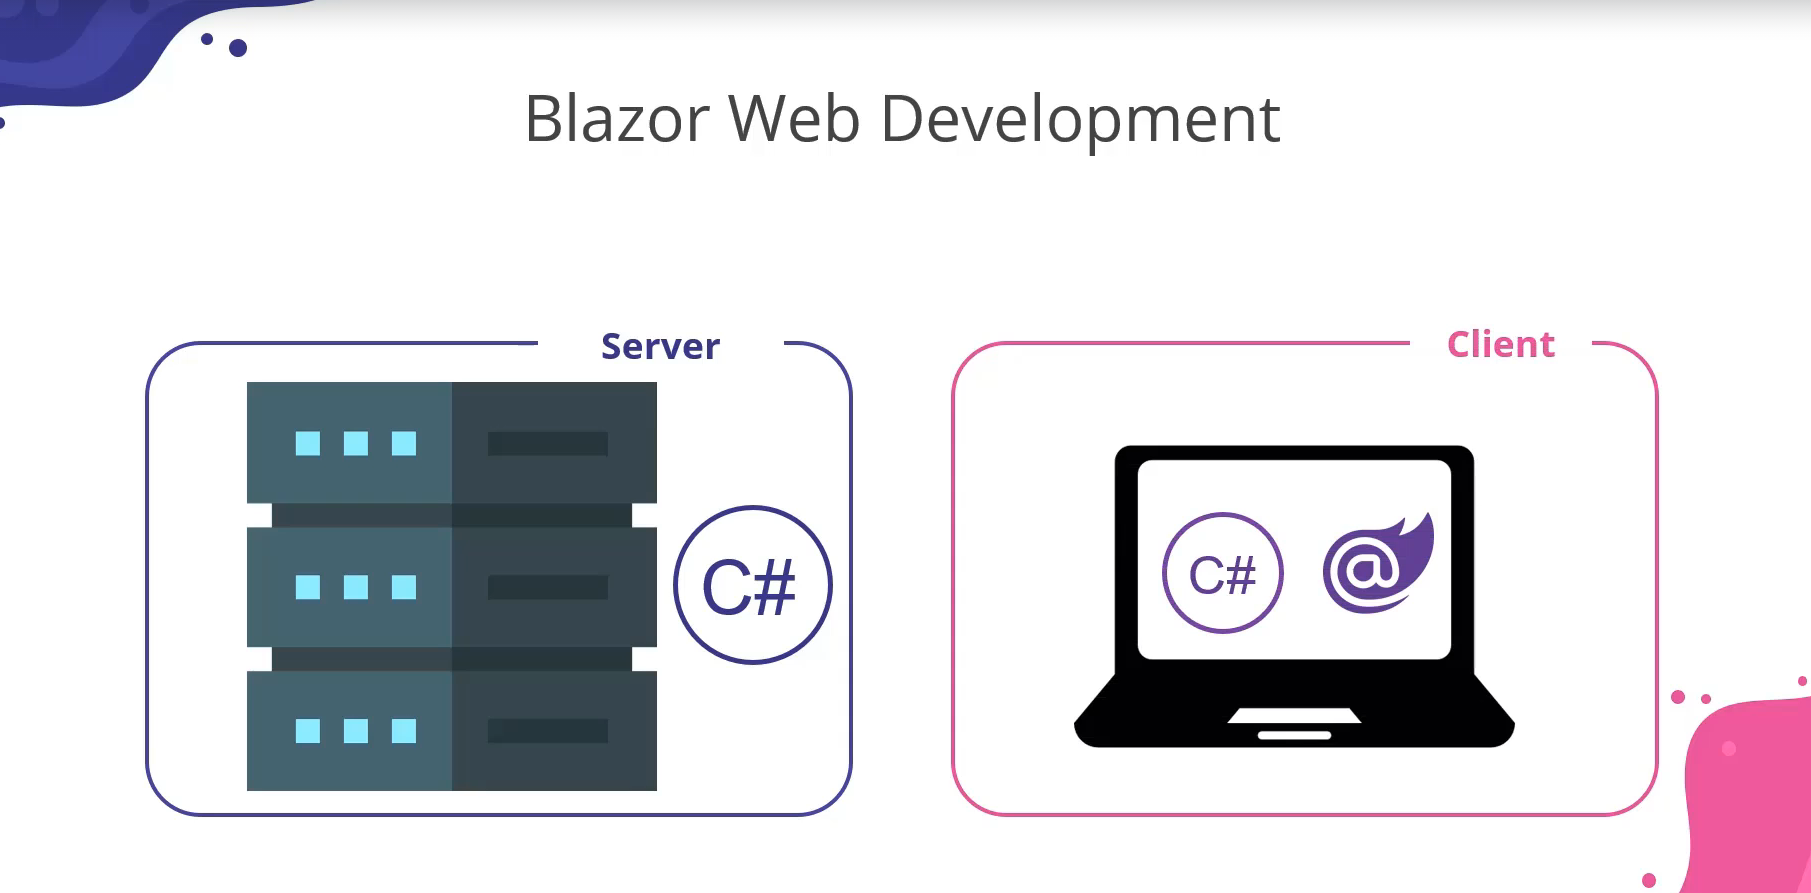 Blazor Web Development
Server
Client
C#
C#
@